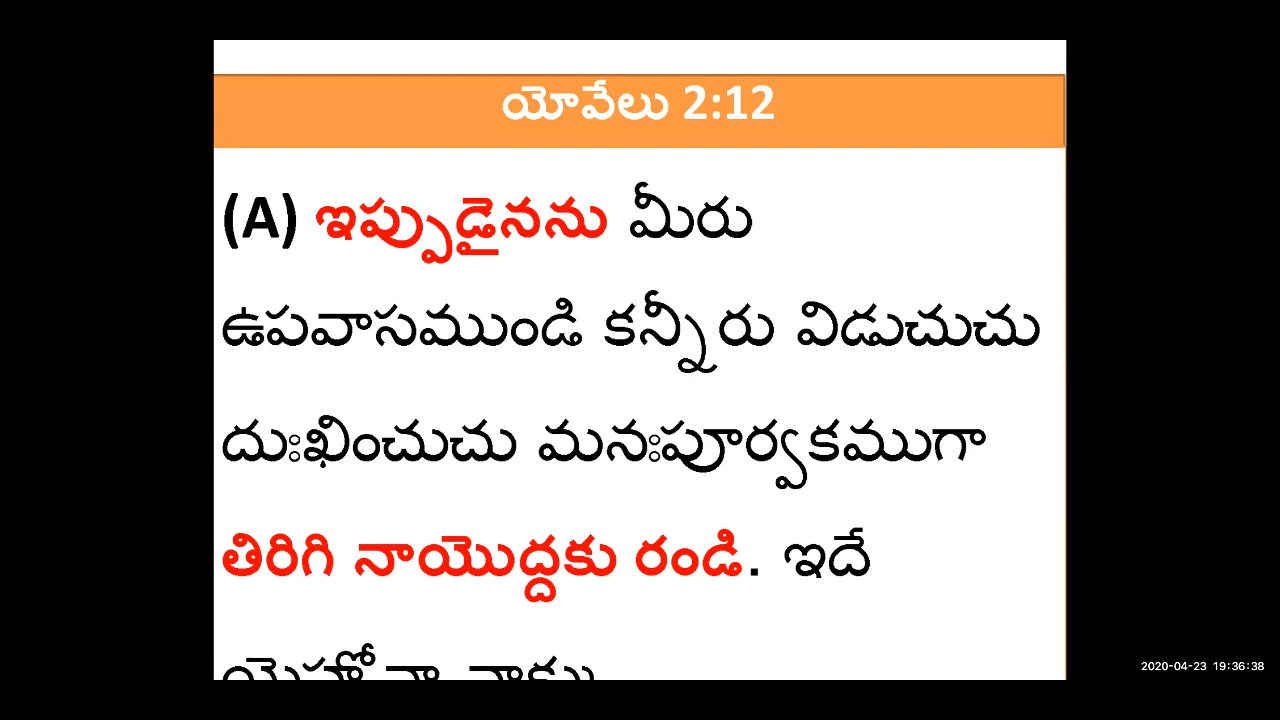 యోవేలు 2:12
(A) ఇప్పుడైనను మీరు
ఉపవాసముండి కన్నీరు విడుచుచు
దుఃఖించుచు మనఃపూర్వకముగా
తిరిగి నాయొద్దకు రండి. ఇదే
యెహోవా వాక్కు
2020-04-23 19:36:38